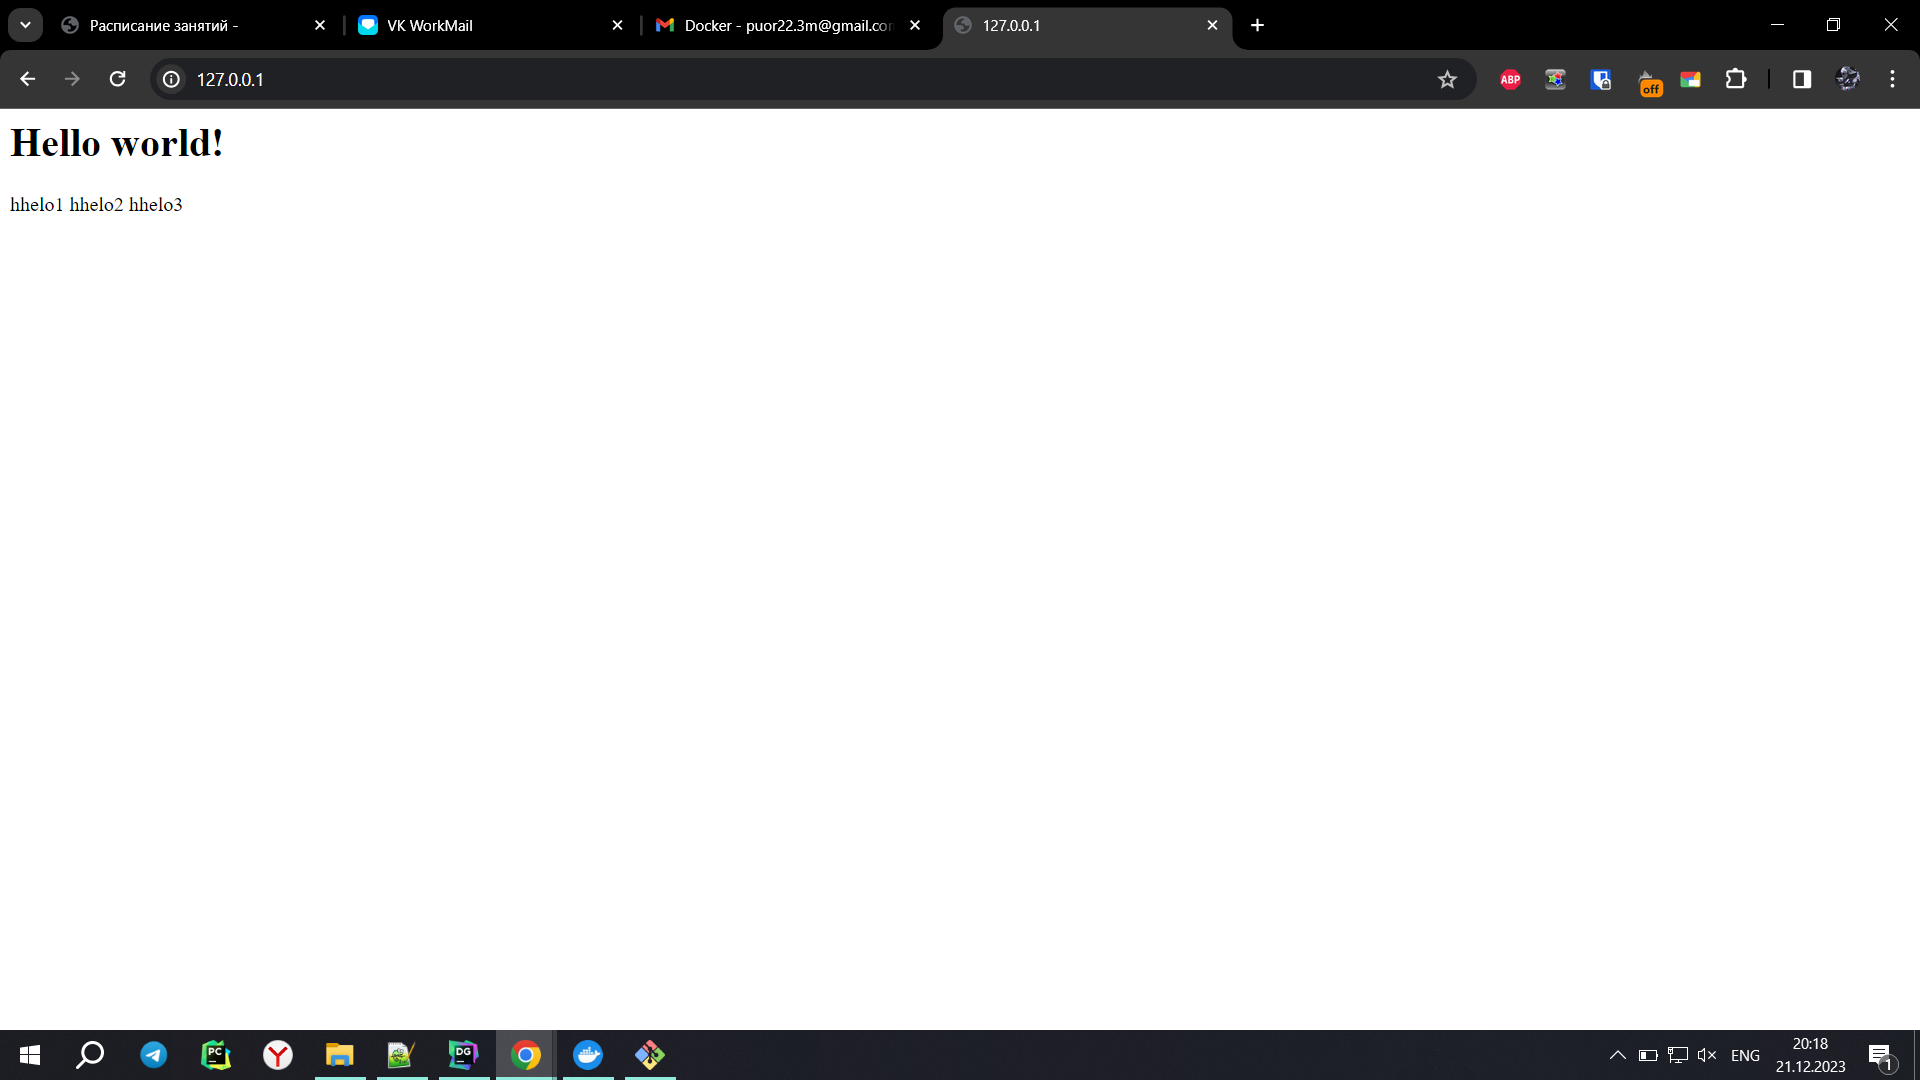 Расписание занятий -
VK WorkMail
Docker - puor22.3m@gmail.co
127.0.0.1
127.0.0.1
ABP
off
Hello world!
hhelo1 hhelo2 hhelo3
PC
DG
ENG
20:18
21.12.2023
1